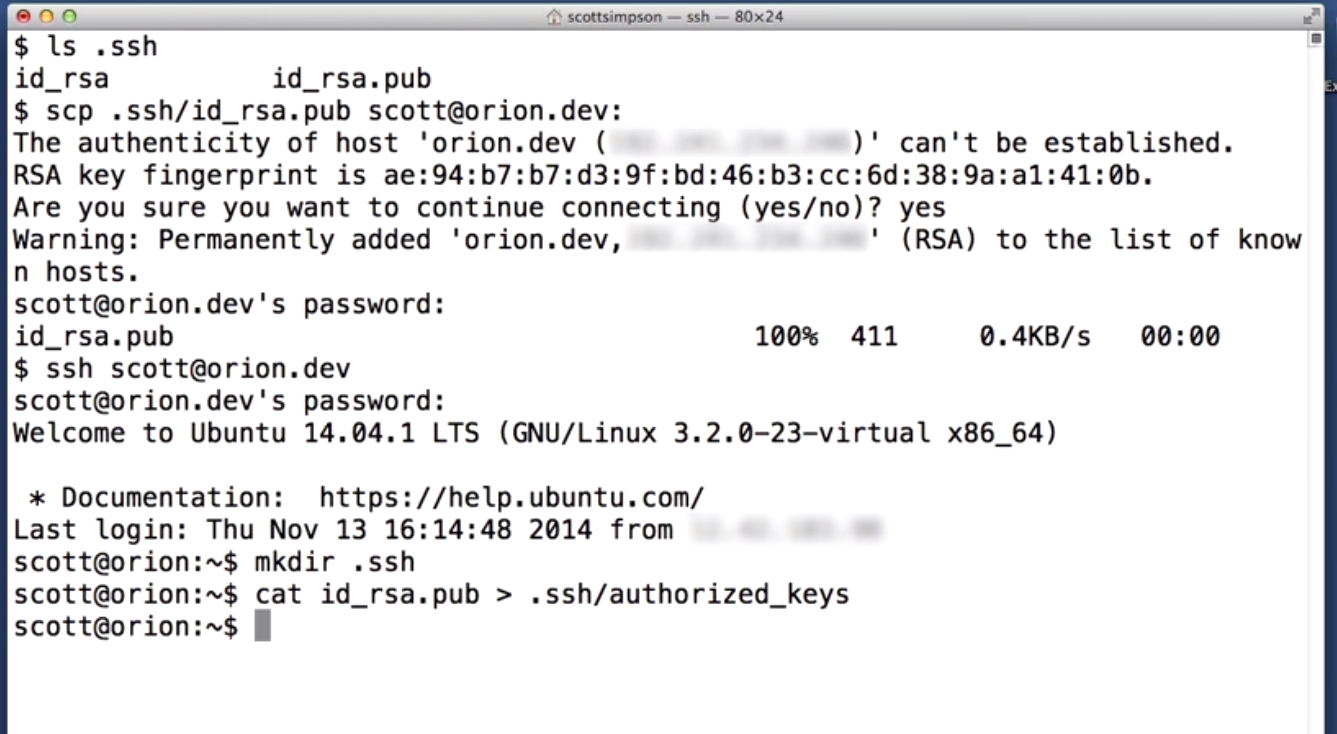 scottsimpson — ssh — 80×24
$ ls .ssh
id_rsa          id_rsa.pub
$ scp .ssh/id_rsa.pub scott@orion.dev:
The authenticity of host 'orion.dev ( )' can't be established.
RSA key fingerprint is ae:94:b7:b7:d3:9f:bd:46:b3:cc:6d:38:9a:a1:41:0b.
Are you sure you want to continue connecting (yes/no)? yes
Warning: Permanently added 'orion.dev, ' (RSA) to the list of know
n hosts.
scott@orion.dev's password:
id_rsa.pub                                    100%  411     0.4KB/s   00:00
$ ssh scott@orion.dev
scott@orion.dev's password:
Welcome to Ubuntu 14.04.1 LTS (GNU/Linux 3.2.0-23-virtual x86_64)

 * Documentation:  https://help.ubuntu.com/
Last login: Thu Nov 13 16:14:48 2014 from
scott@orion:~$ mkdir .ssh
scott@orion:~$ cat id_rsa.pub > .ssh/authorized_keys
scott@orion:~$